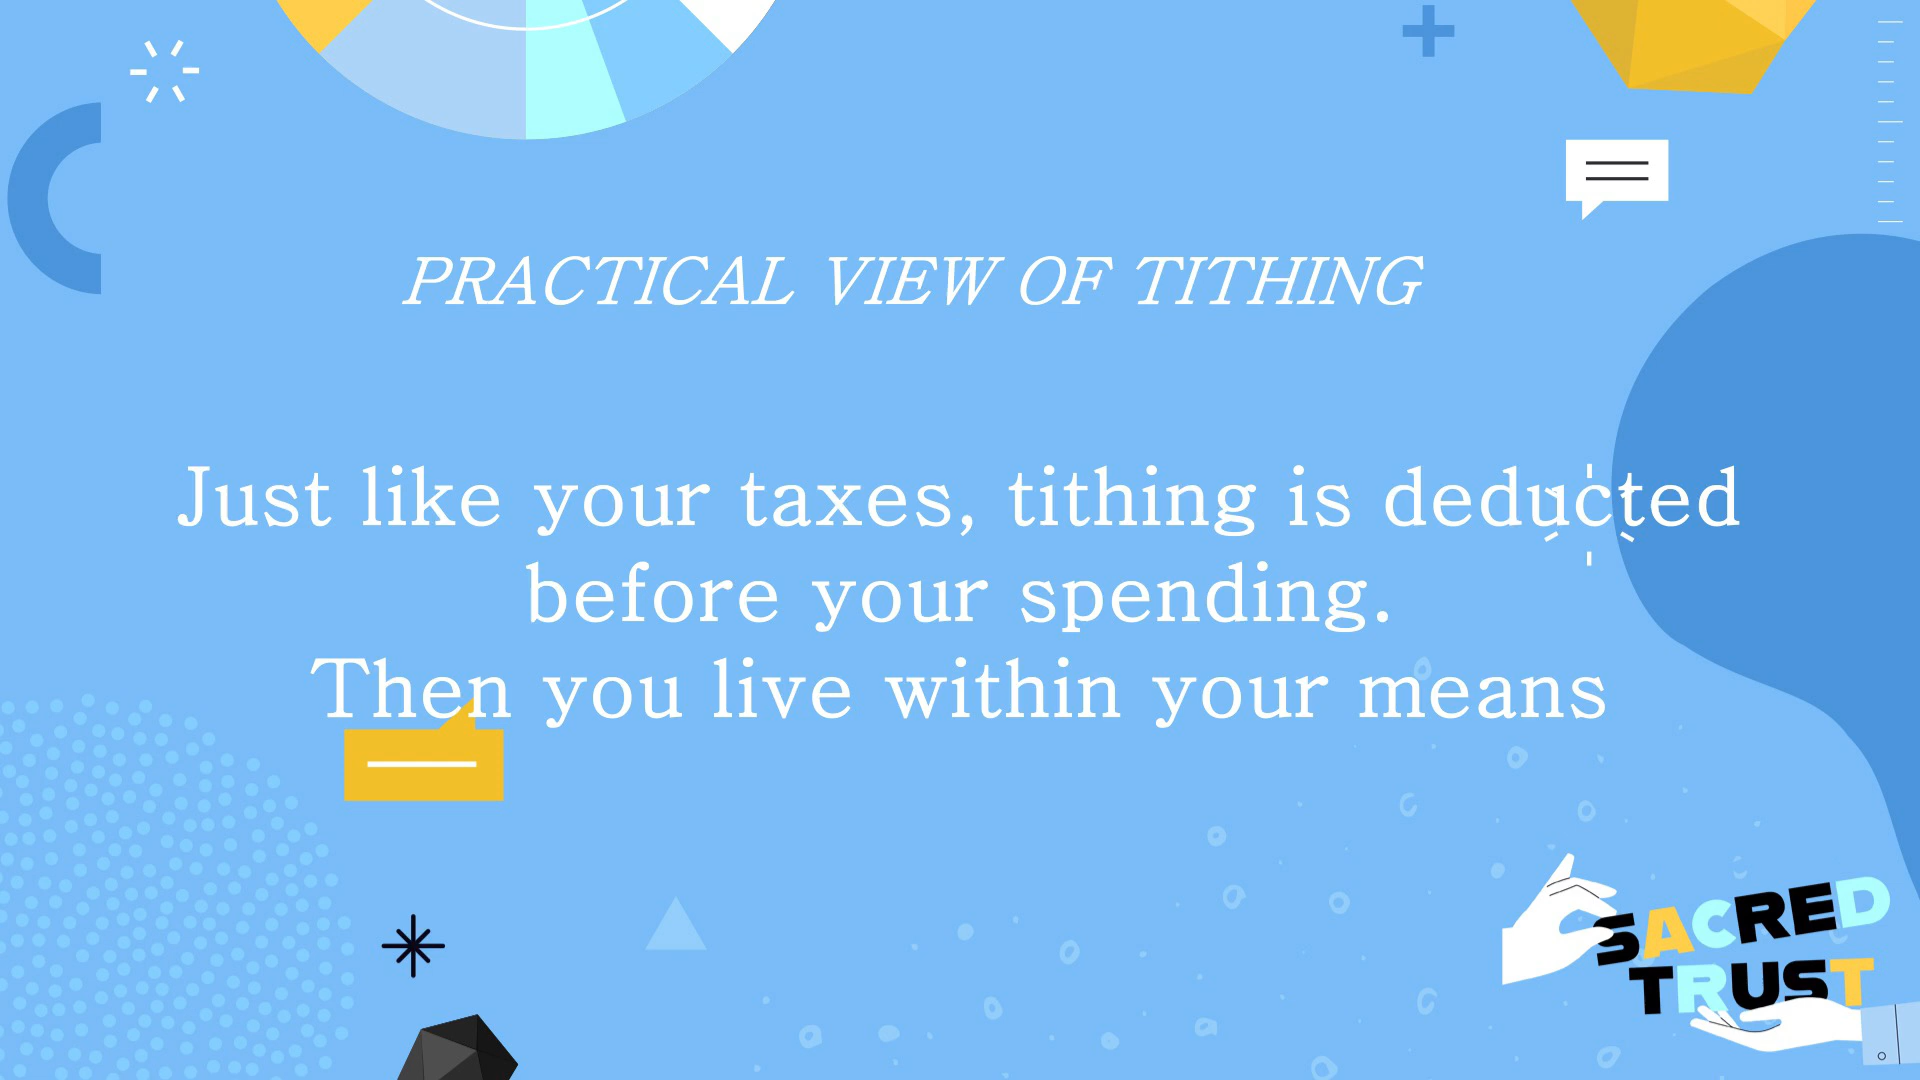 PRACTICAL VIEW OF TITHING
Just like your taxes, tithing is deducted
before your spending.
Then you live within your means
SACRED
TRUST